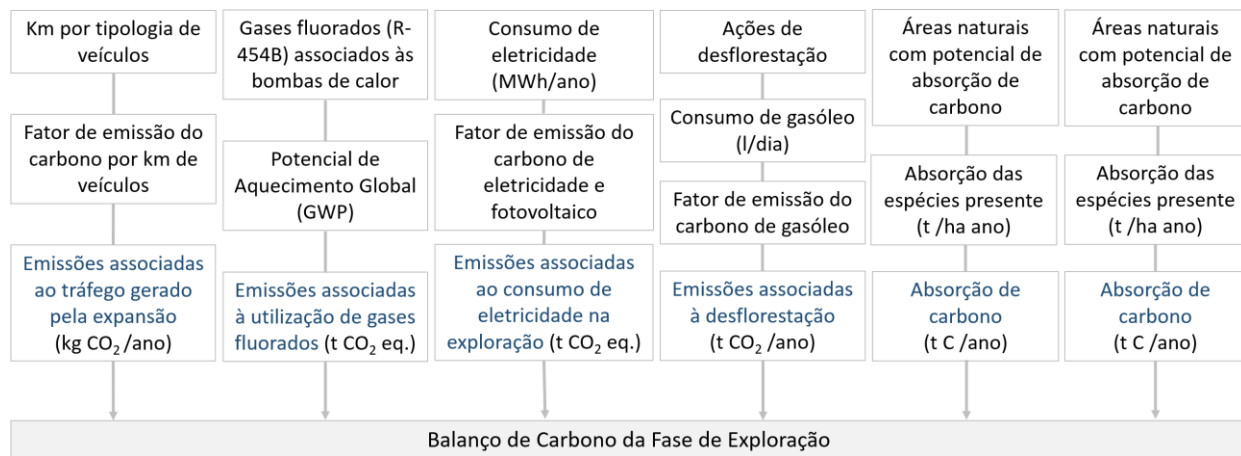 Km por tipologia de
veículos
Fator de emissão do
carbono por km de
veículos
Emissões associadas
ao tráfego gerado
pela expansão
(kg CO₂ /ano)
Gases fluorados (R-
454B) associados às
bombas de calor
Potencial de
Aquecimento Global
(GWP)
Emissões associadas
à utilização de gases
fluorados (t CO₂ eq.)
Consumo de
eletricidade
(MWh/ano)
Fator de emissão do
carbono de
eletricidade e
fotovoltaico
Emissões associadas
ao consumo de
eletricidade na
exploração (t CO₂ eq.)
Ações de
desflorestação
Consumo de gasóleo
(l/dia)
Fator de emissão do
carbono de gasóleo
Emissões associadas
à desflorestação
(t CO₂ /ano)
Áreas naturais
com potencial de
absorção de
carbono
Absorção das
espécies presente
(t /ha ano)
Absorção de
carbono
(t C /ano)
Áreas naturais
com potencial de
absorção de
carbono
Absorção das
espécies presente
(t /ha ano)
Absorção de
carbono
(t C /ano)
Balanço de Carbono da Fase de Exploração